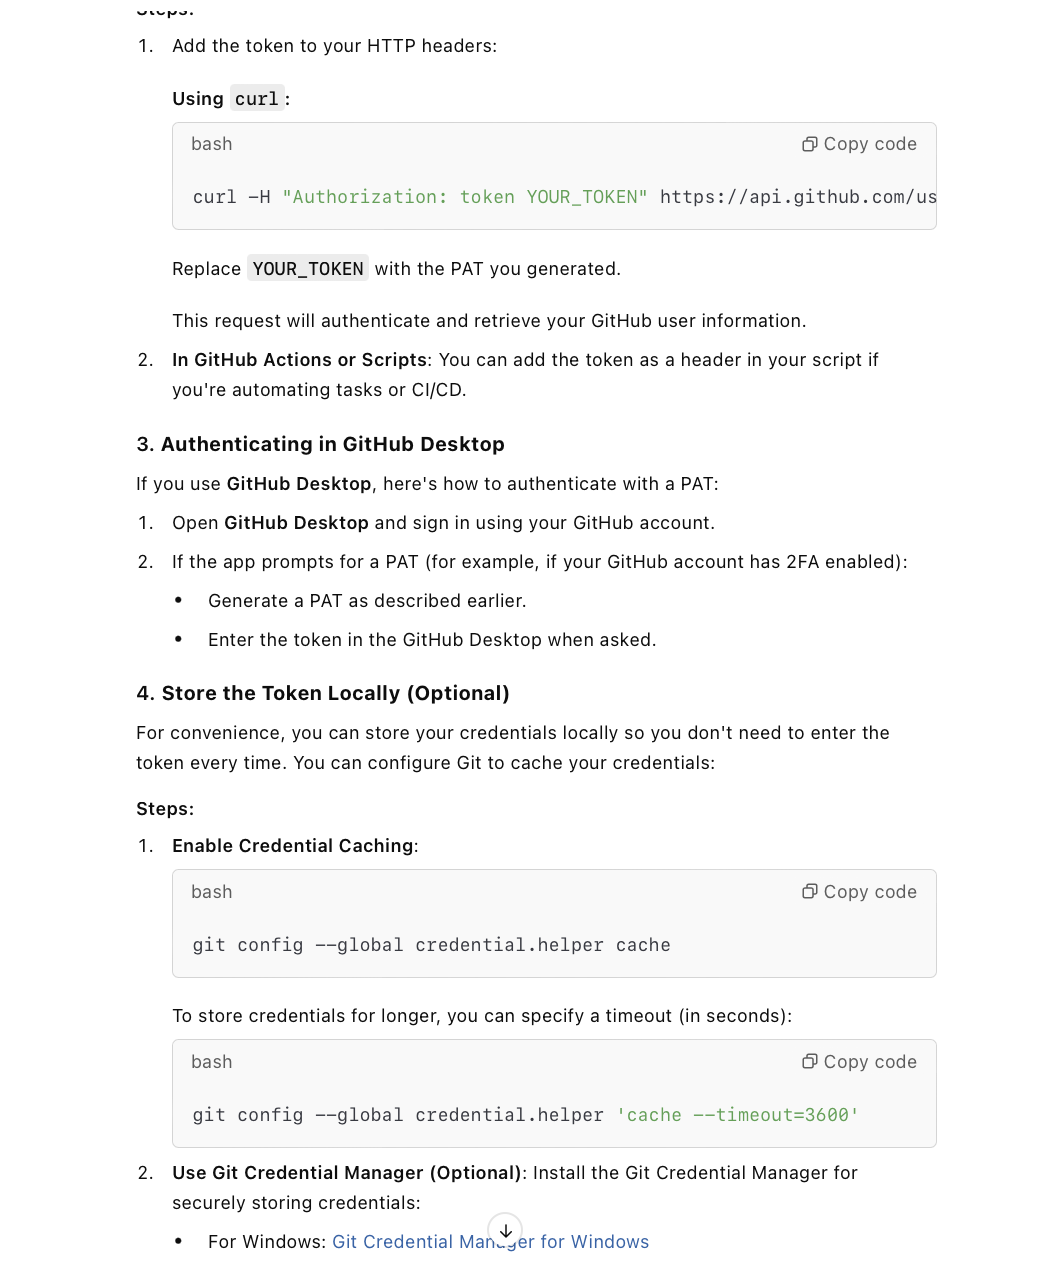 Steps:
1. Add the token to your HTTP headers:
Using curl:
bash
Copy code
curl -H "Authorization: token YOUR_TOKEN" https://api.github.com/us
Replace YOUR_TOKEN with the PAT you generated.
This request will authenticate and retrieve your GitHub user information.
2. In GitHub Actions or Scripts: You can add the token as a header in your script if
you're automating tasks or CI/CD.
3. Authenticating in GitHub Desktop
If you use GitHub Desktop, here's how to authenticate with a PAT:
1. Open GitHub Desktop and sign in using your GitHub account.
2. If the app prompts for a PAT (for example, if your GitHub account has 2FA enabled):
• Generate a PAT as described earlier.
• Enter the token in the GitHub Desktop when asked.
4. Store the Token Locally (Optional)
For convenience, you can store your credentials locally so you don't need to enter the
token every time. You can configure Git to cache your credentials:
Steps:
1. Enable Credential Caching:
bash
Copy code
git config --global credential.helper cache
To store credentials for longer, you can specify a timeout (in seconds):
bash
Copy code
git config --global credential.helper 'cache --timeout=3600'
2. Use Git Credential Manager (Optional): Install the Git Credential Manager for
securely storing credentials:
• For Windows: Git Credential Manager for Windows